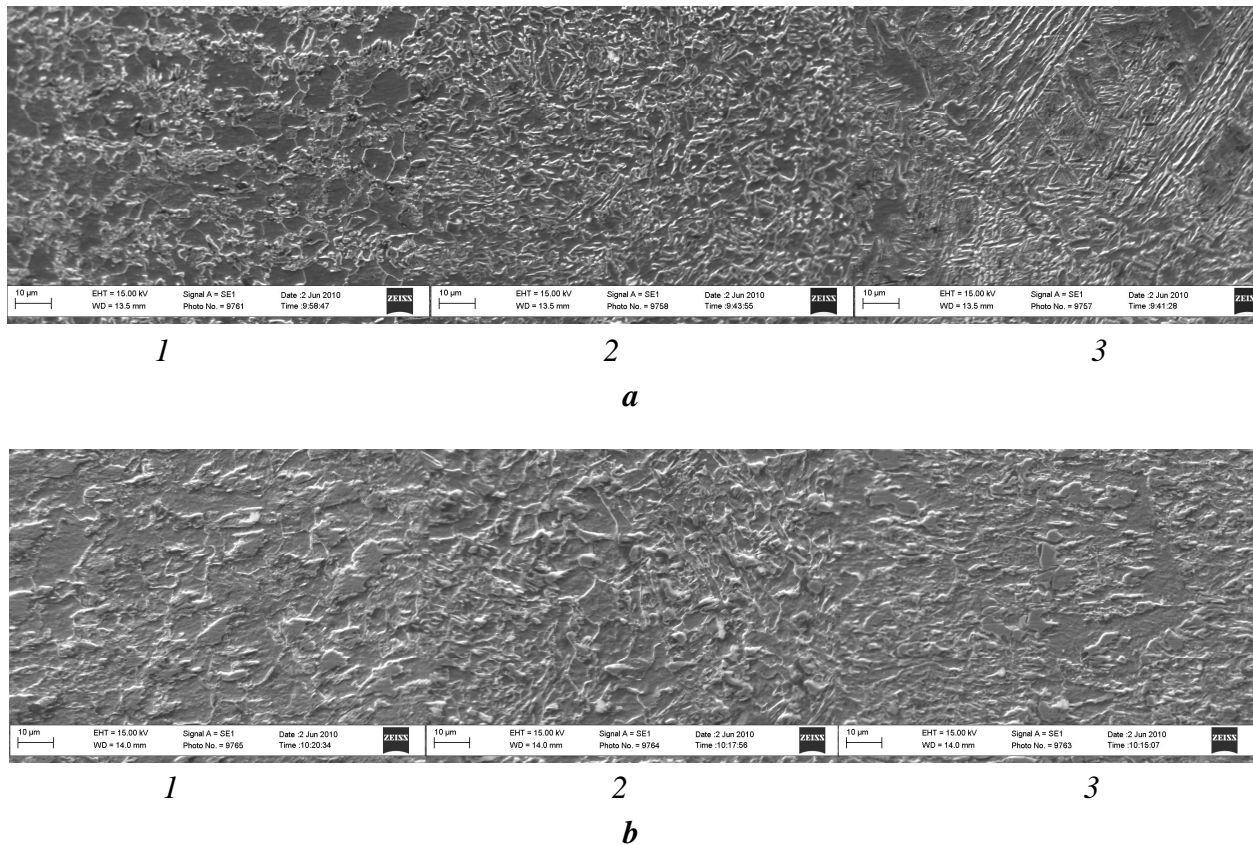 10 µm EHT = 15.00 kV Signal A = SE1 Date :2 Jun 2010 ZEISS
WD = 13.5 mm Photo No. = 9761 Time :9:58:47
10 µm EHT = 15.00 kV Signal A = SE1 Date :2 Jun 2010 ZEISS
WD = 13.5 mm Photo No. = 9758 Time :9:43:55
10 µm EHT = 15.00 kV Signal A = SE1 Date :2 Jun 2010 ZEISS
WD = 13.5 mm Photo No. = 9757 Time :9:41:28
1 2 3
a
10 µm EHT = 15.00 kV Signal A = SE1 Date :2 Jun 2010 ZEISS
WD = 14.0 mm Photo No. = 9765 Time :10:20:34
10 µm EHT = 15.00 kV Signal A = SE1 Date :2 Jun 2010 ZEISS
WD = 14.0 mm Photo No. = 9764 Time :10:17:56
10 µm EHT = 15.00 kV Signal A = SE1 Date :2 Jun 2010 ZEISS
WD = 14.0 mm Photo No. = 9763 Time :10:15:07
1 2 3
b